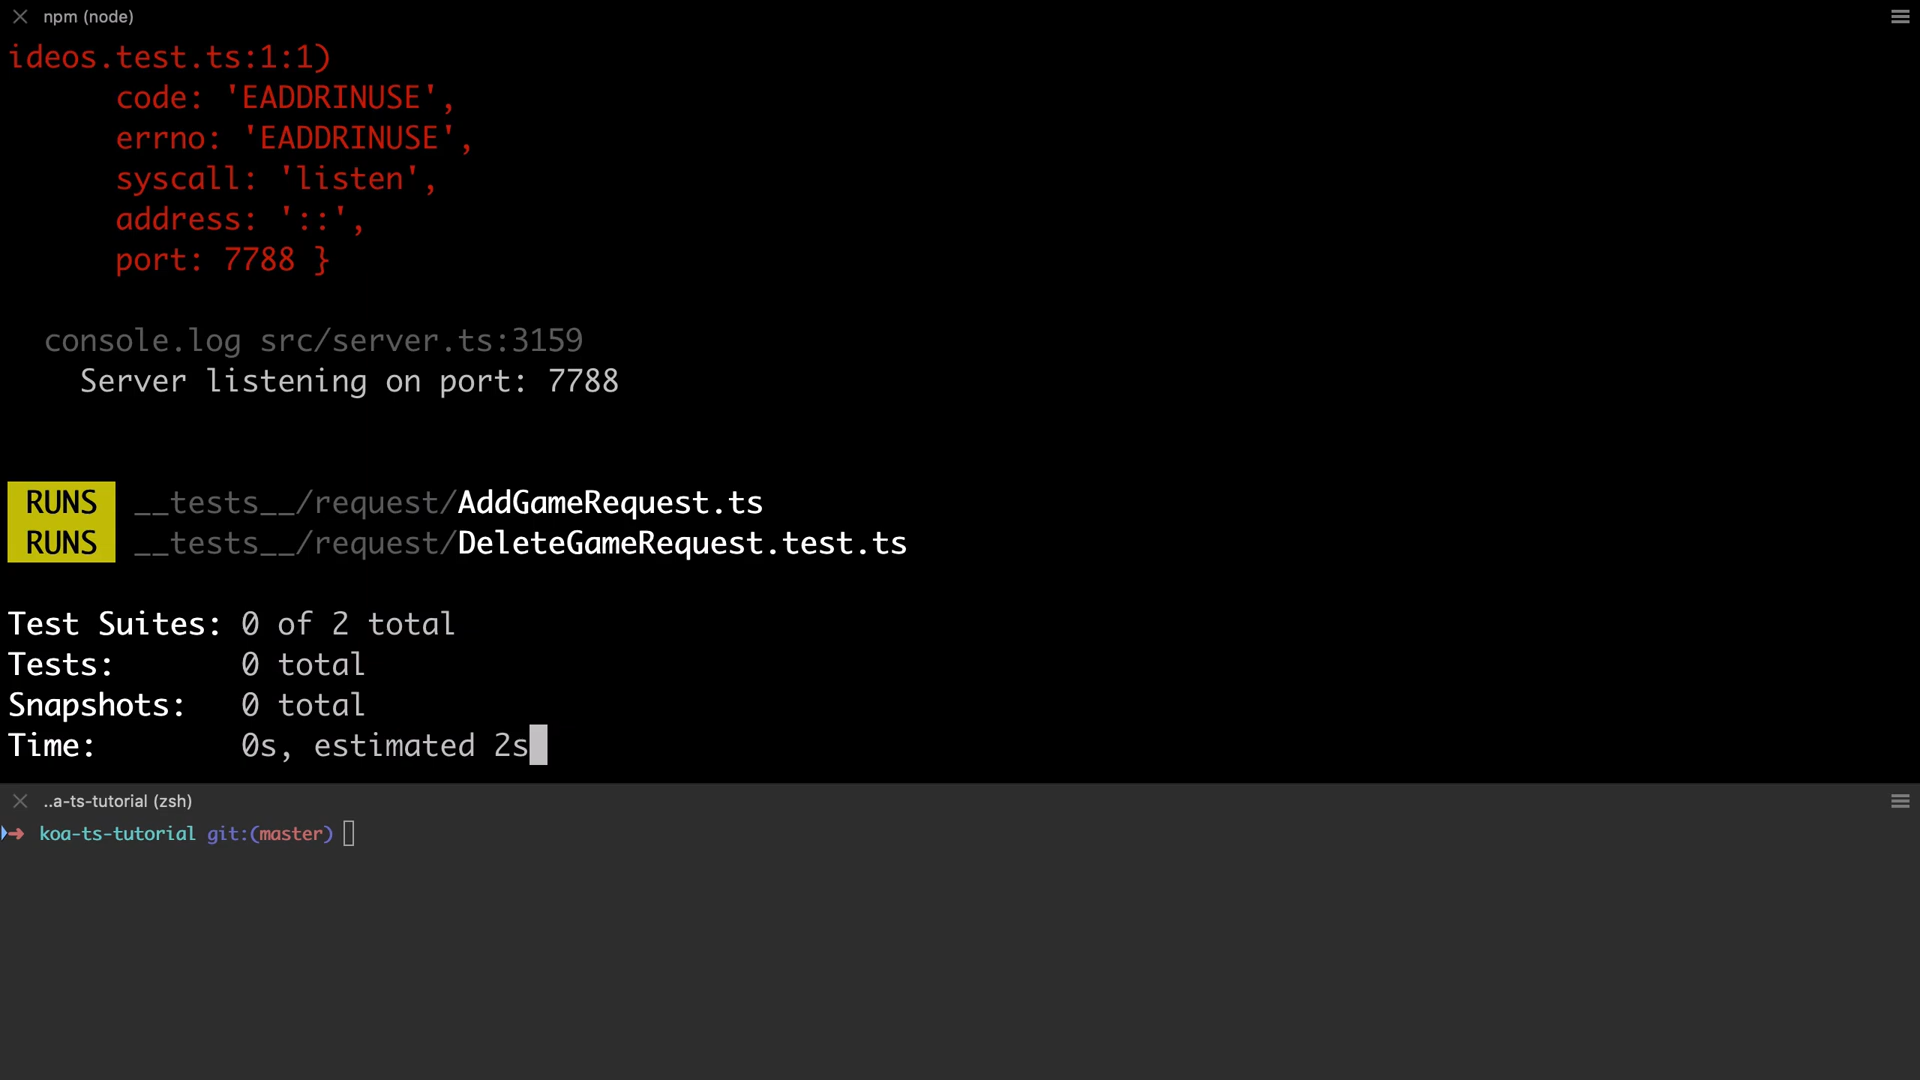 npm (node)
ideos.test.ts:1:1)
code: 'EADDRINUSE',
errno: 'EADDRINUSE',
syscall: 'listen',
address: '::',
port: 7788 }
console.log src/server.ts:3159
Server listening on port: 7788
RUNS __tests__/request/AddGameRequest.ts
RUNS __tests__/request/DeleteGameRequest.test.ts
Test Suites: 0 of 2 total
Tests: 0 total
Snapshots: 0 total
Time: 0s, estimated 2s
..a-ts-tutorial (zsh)
➜ koa-ts-tutorial git:(master)